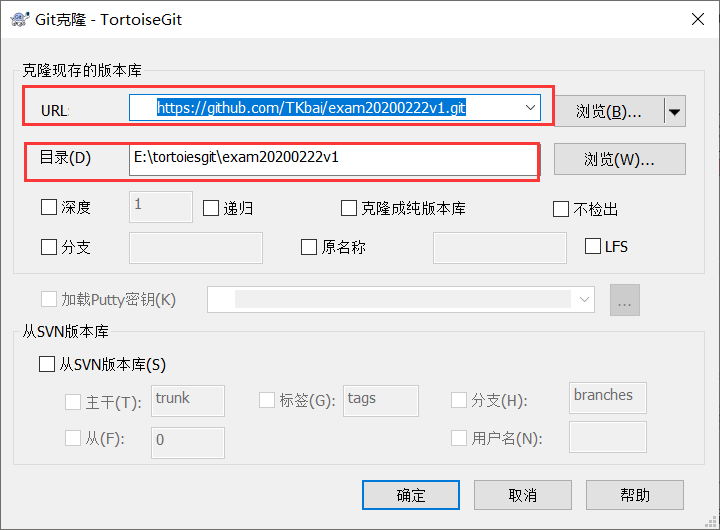 Git克隆 - TortoiseGit
克隆现存的版本库
URL: https://github.com/TKbai/exam20200222v1.git 浏览(B)...
目录(D) E:\tortoiesgit\exam20200222v1 浏览(W)...
深度 1 递归 克隆成纯版本库 不检出
分支 原名称 LFS
加载Putty密钥(K) ...
从SVN版本库
从SVN版本库(S)
主干(T): trunk 标签(G): tags 分支(H): branches
从(F): 0 用户名(N):
确定 取消 帮助